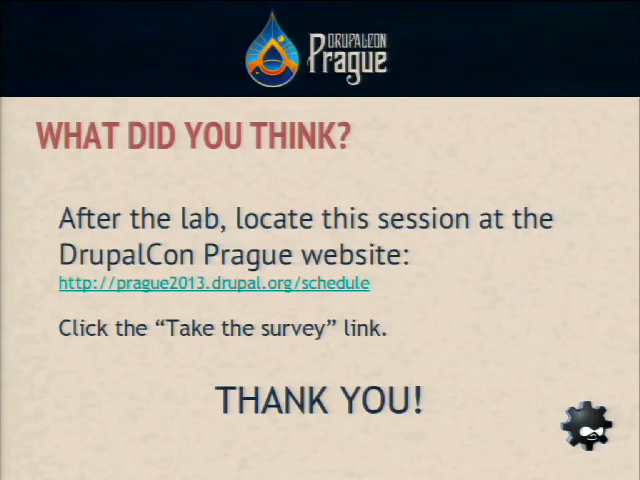 DRUPALCON
Prague
WHAT DID YOU THINK?
After the lab, locate this session at the
DrupalCon Prague website:
http://prague2013.drupal.org/schedule
Click the “Take the survey” link.
THANK YOU!